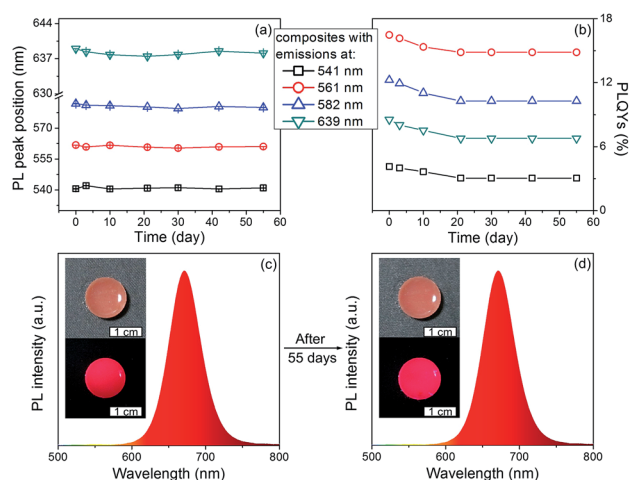 (a)
644
637
630
560
540
PL peak position (nm)
0 10 20 30 40 50 60
Time (day)
composites with
emissions at:
541 nm
561 nm
582 nm
639 nm
(b)
18
12
6
0
PLQYs (%)
0 10 20 30 40 50 60
Time (day)
(c)
1 cm
1 cm
PL intensity (a.u.)
500 600 700 800
Wavelength (nm)
After
55 days
(d)
1 cm
1 cm
PL intensity (a.u.)
500 600 700 800
Wavelength (nm)